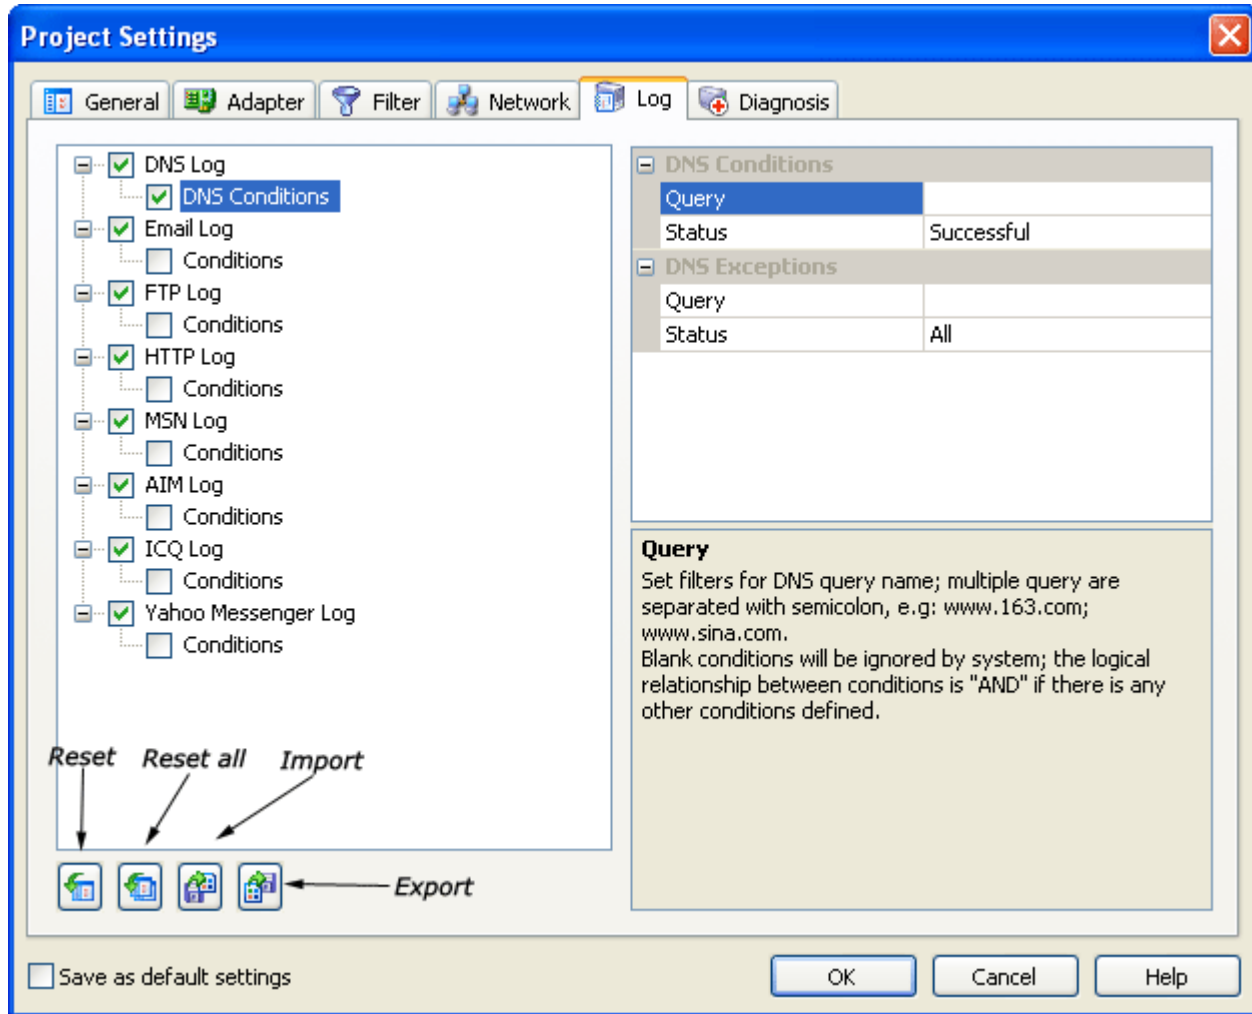 Project Settings
General Adapter Filter Network Log Diagnosis
DNS Log
DNS Conditions
Email Log
Conditions
FTP Log
Conditions
HTTP Log
Conditions
MSN Log
Conditions
AIM Log
Conditions
ICQ Log
Conditions
Yahoo Messenger Log
Conditions
Reset Reset all Import
Export
DNS Conditions
Query
Status Successful
DNS Exceptions
Query
Status All
Query
Set filters for DNS query name; multiple query are
separated with semicolon, e.g: www.163.com;
www.sina.com.
Blank conditions will be ignored by system; the logical
relationship between conditions is "AND" if there is any
other conditions defined.
Save as default settings
OK Cancel Help